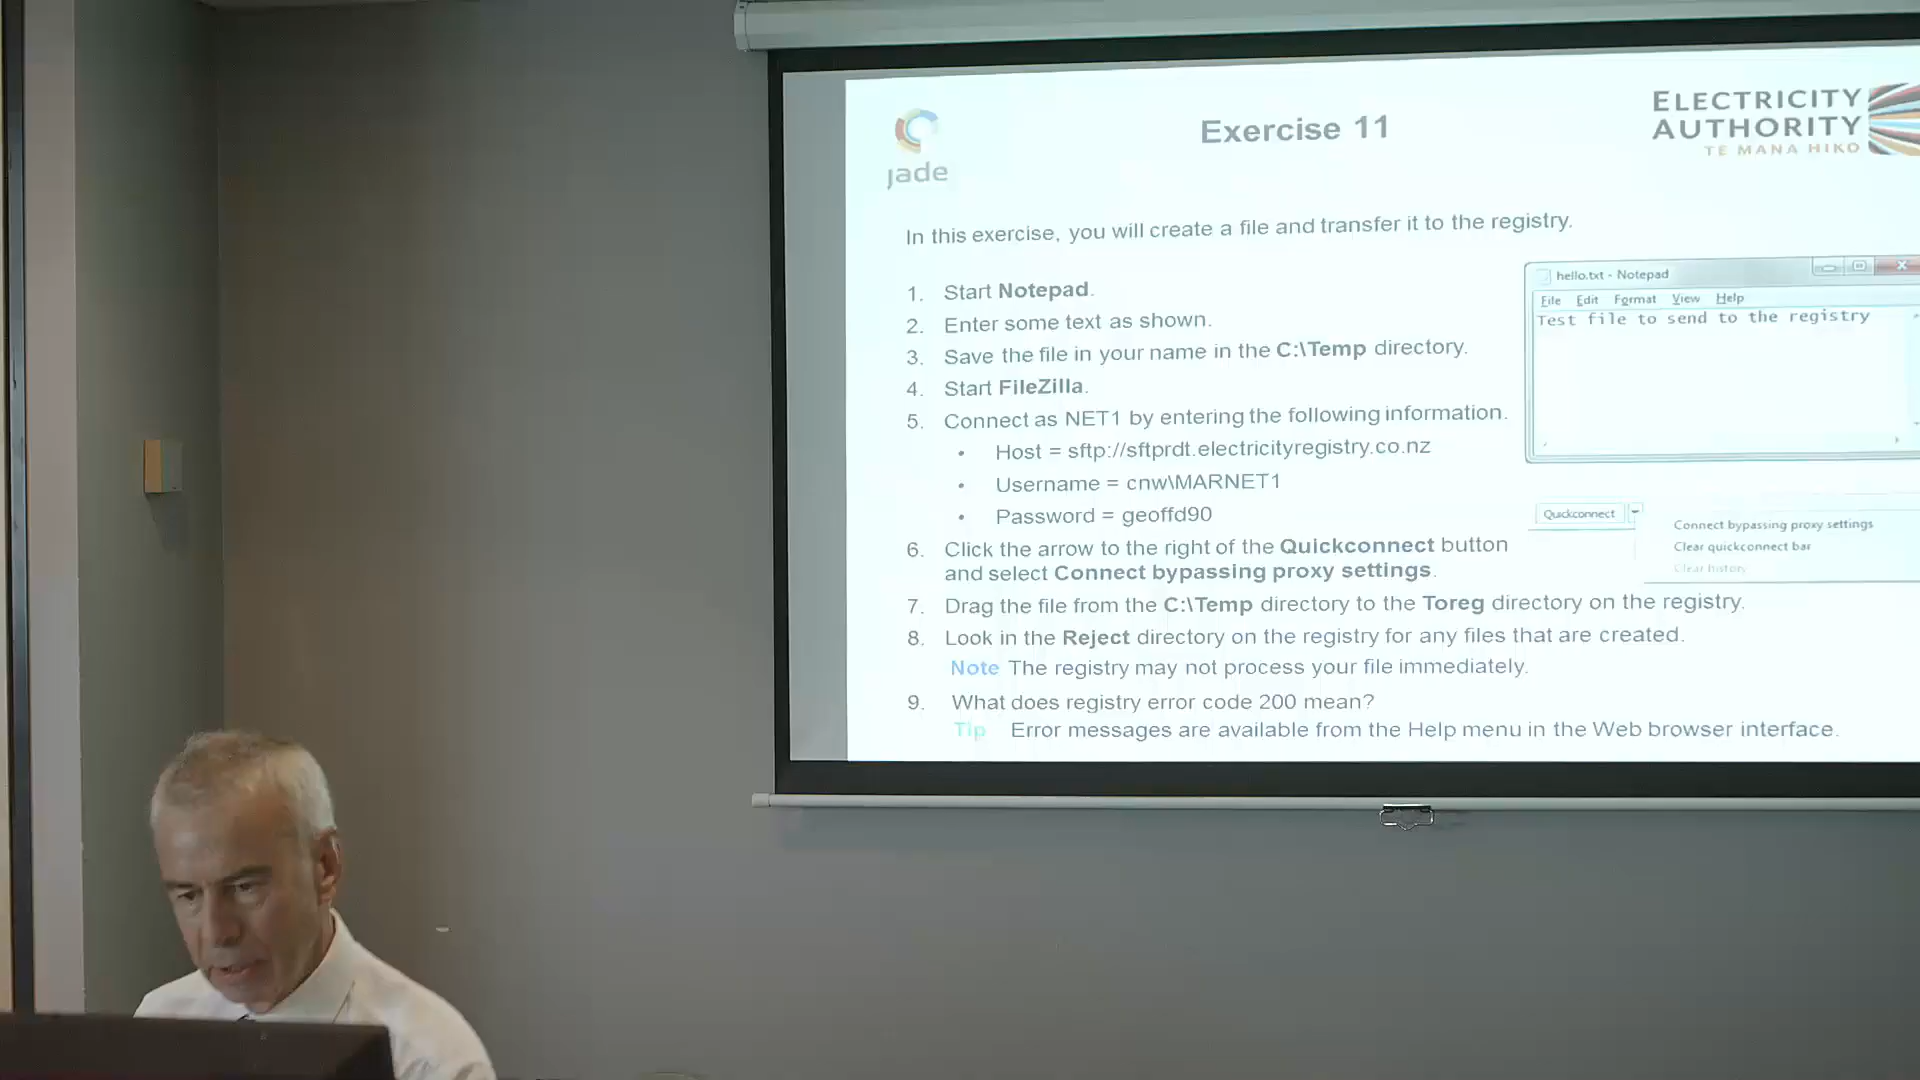 jade
Exercise 11
ELECTRICITY
AUTHORITY
TE MANA HIKO
In this exercise, you will create a file and transfer it to the registry.
1. Start Notepad.
2. Enter some text as shown.
3. Save the file in your name in the C:\Temp directory.
4. Start FileZilla.
5. Connect as NET1 by entering the following information.
• Host = sftp://sftprdt.electricityregistry.co.nz
• Username = cnw\MARNET1
• Password = geoffd90
6. Click the arrow to the right of the Quickconnect button
and select Connect bypassing proxy settings.
7. Drag the file from the C:\Temp directory to the Toreg directory on the registry.
8. Look in the Reject directory on the registry for any files that are created.
Note The registry may not process your file immediately.
9. What does registry error code 200 mean?
Tip Error messages are available from the Help menu in the Web browser interface.
hello.txt - Notepad
File Edit Format View Help
Test file to send to the registry
Quickconnect
Connect bypassing proxy settings
Clear quickconnect bar
Clear history